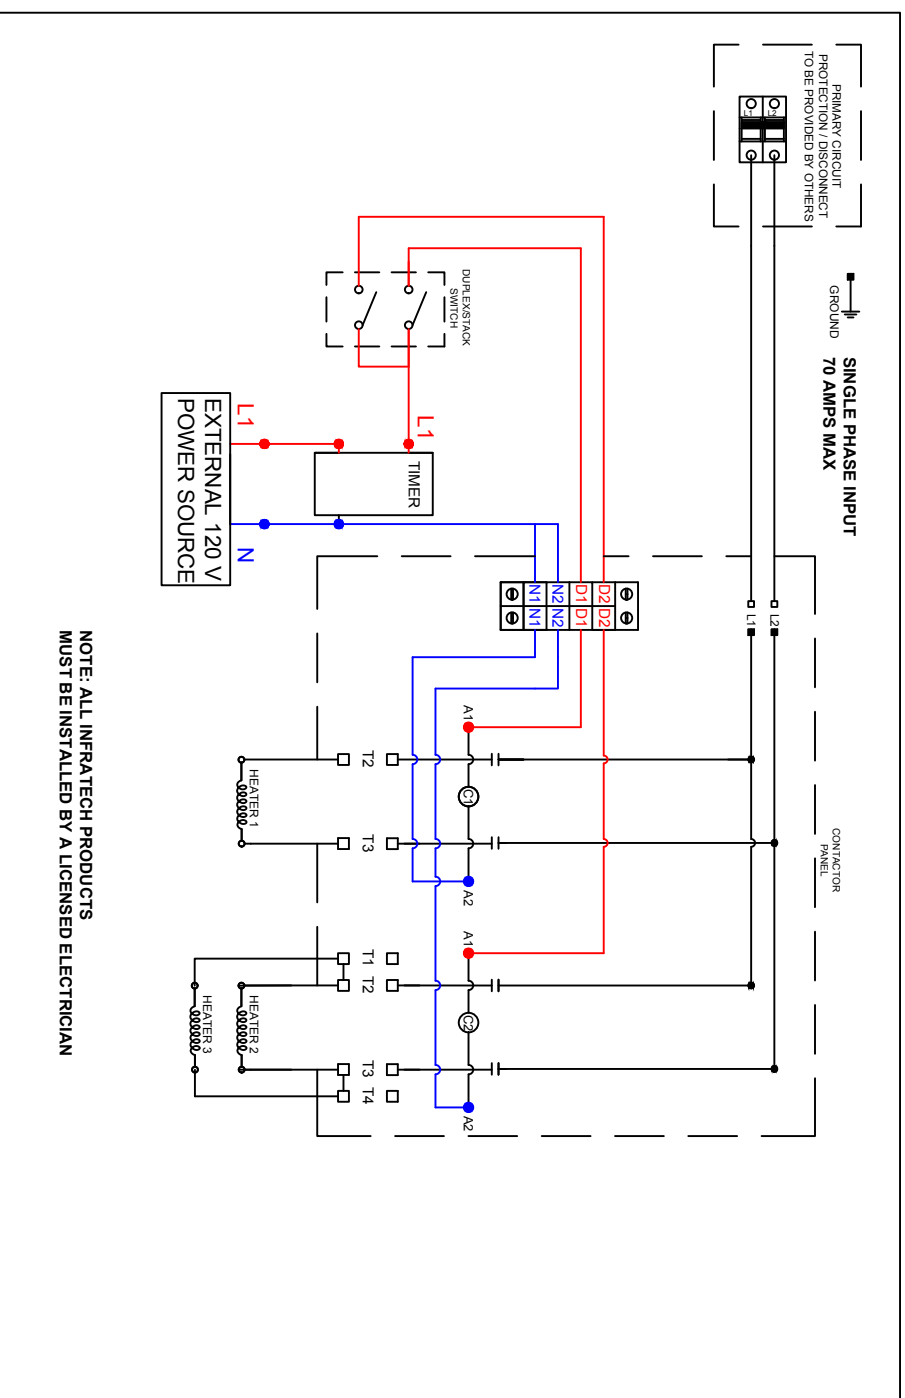 PRIMARY CIRCUIT
PROTECTION / DISCONNECT
TO BE PROVIDED BY OTHERS
L2
L1
GROUND
SINGLE PHASE INPUT
70 AMPS MAX
L2
L1
CONTACTOR
PANEL
DUPLEX/STACK
SWITCH
L1
TIMER
L1
N
EXTERNAL 120 V
POWER SOURCE
D2 D2
D1 D1
N2 N2
N1 N1
A1
C1
A2
A1
C2
A2
T2
T3
T1
T2
T3
T4
HEATER 1
HEATER 2
HEATER 3
NOTE: ALL INFRATECH PRODUCTS
MUST BE INSTALLED BY A LICENSED ELECTRICIAN